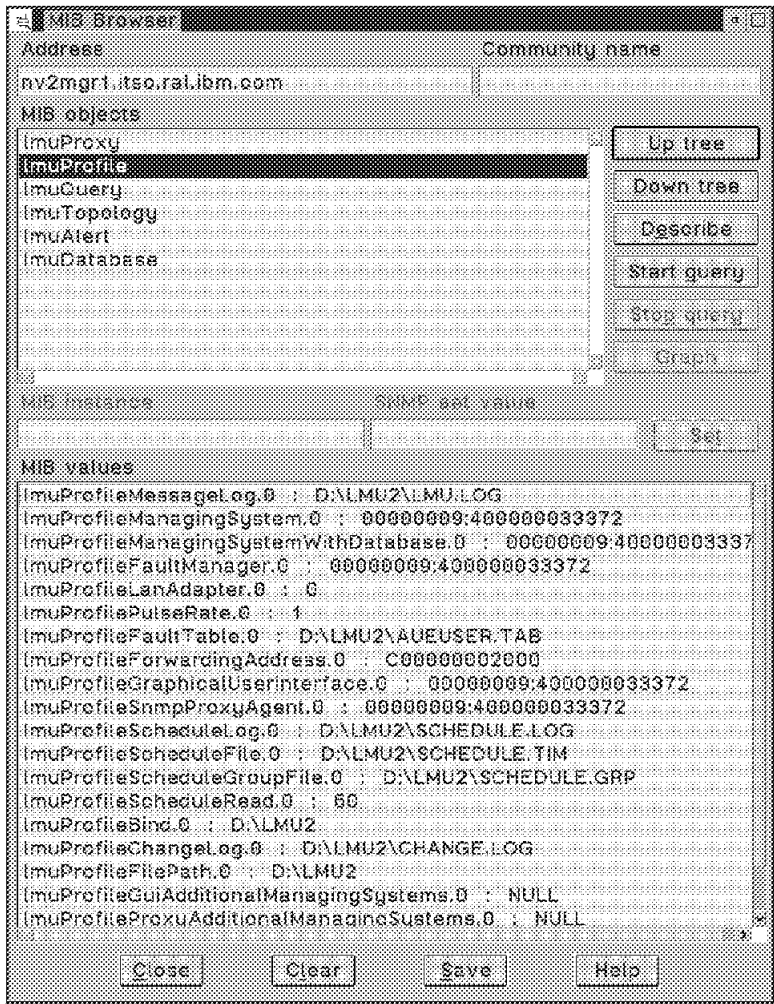 MIB Browser
Address Community name
nv2mgr1.itso.ral.ibm.com
MIB objects
lmuProxy
lmuProfile
lmuQuery
lmuTopology
lmuAlert
lmuDatabase
Up tree
Down tree
Describe
Start query
Stop query
Graph
MIB instance SNMP set value
Set
MIB values
lmuProfileMessageLog.0 : D:\LMU2\LMU.LOG
lmuProfileManagingSystem.0 : 00000009:400000033372
lmuProfileManagingSystemWithDatabase.0 : 00000009:40000003337
lmuProfileFaultManager.0 : 00000009:400000033372
lmuProfileLanAdapter.0 : 0
lmuProfilePulseRate.0 : 1
lmuProfileFaultTable.0 : D:\LMU2\AUEUSER.TAB
lmuProfileForwardingAddress.0 : C00000002000
lmuProfileGraphicalUserinterface.0 : 00000009:400000033372
lmuProfileSnmpProxyAgent.0 : 00000009:400000033372
lmuProfileScheduleLog.0 : D:\LMU2\SCHEDULE.LOG
lmuProfileScheduleFile.0 : D:\LMU2\SCHEDULE.TIM
lmuProfileScheduleGroupFile.0 : D:\LMU2\SCHEDULE.GRP
lmuProfileScheduleRead.0 : 60
lmuProfileBind.0 : D:\LMU2
lmuProfileChangeLog.0 : D:\LMU2\CHANGE.LOG
lmuProfileFilePath.0 : D:\LMU2
lmuProfileGuiAdditionalManagingSystems.0 : NULL
lmuProfileProxyAdditionalManagingSystems.0 : NULL
Close Clear Save Help